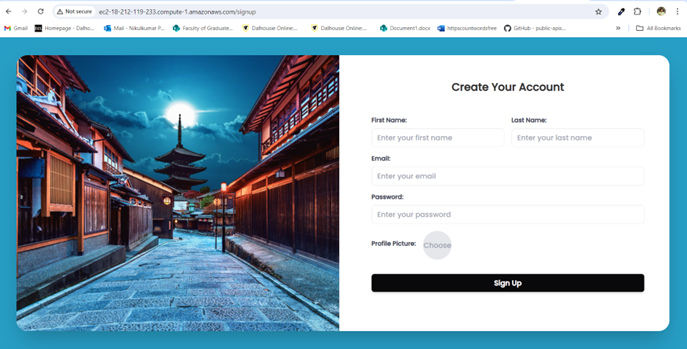 Not secure ec2-18-212-119-233.compute-1.amazonaws.com/signup
Gmail Homepage - Dalho... Mail - Nikulkumar P... Faculty of Graduate... Dalhouse Online:... Dalhouse Online:... Document1.docx httpscountwordsfree GitHub - public-apis... » All Bookmarks
Create Your Account
First Name: Last Name:
Enter your first name Enter your last name
Email:
Enter your email
Password:
Enter your password
Profile Picture: Choose
Sign Up